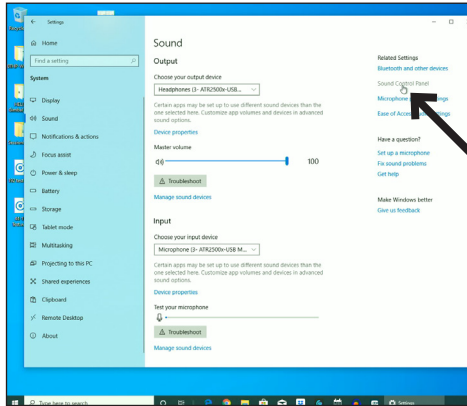 Settings
Home
Find a setting
System
Display
Sound
Notifications & actions
Focus assist
Power & sleep
Battery
Storage
Tablet mode
Multitasking
Projecting to this PC
Shared experiences
Clipboard
Remote Desktop
About
Sound
Output
Choose your output device
Headphones (3- ATR2500x-USB...
Certain apps may be set up to use different sound devices than the
one selected here. Customize app volumes and devices in advanced
sound options.
Device properties
Master volume
100
Troubleshoot
Manage sound devices
Input
Choose your input device
Microphone (3- ATR2500x-USB M...
Certain apps may be set up to use different sound devices than the
one selected here. Customize app volumes and devices in advanced
sound options.
Device properties
Test your microphone
Troubleshoot
Manage sound devices
Related Settings
Bluetooth and other devices
Sound Control Panel
Microphone
Ease of Access
Have a question?
Set up a microphone
Fix sound problems
Get help
Make Windows better
Give us feedback
Type here to search
Settings